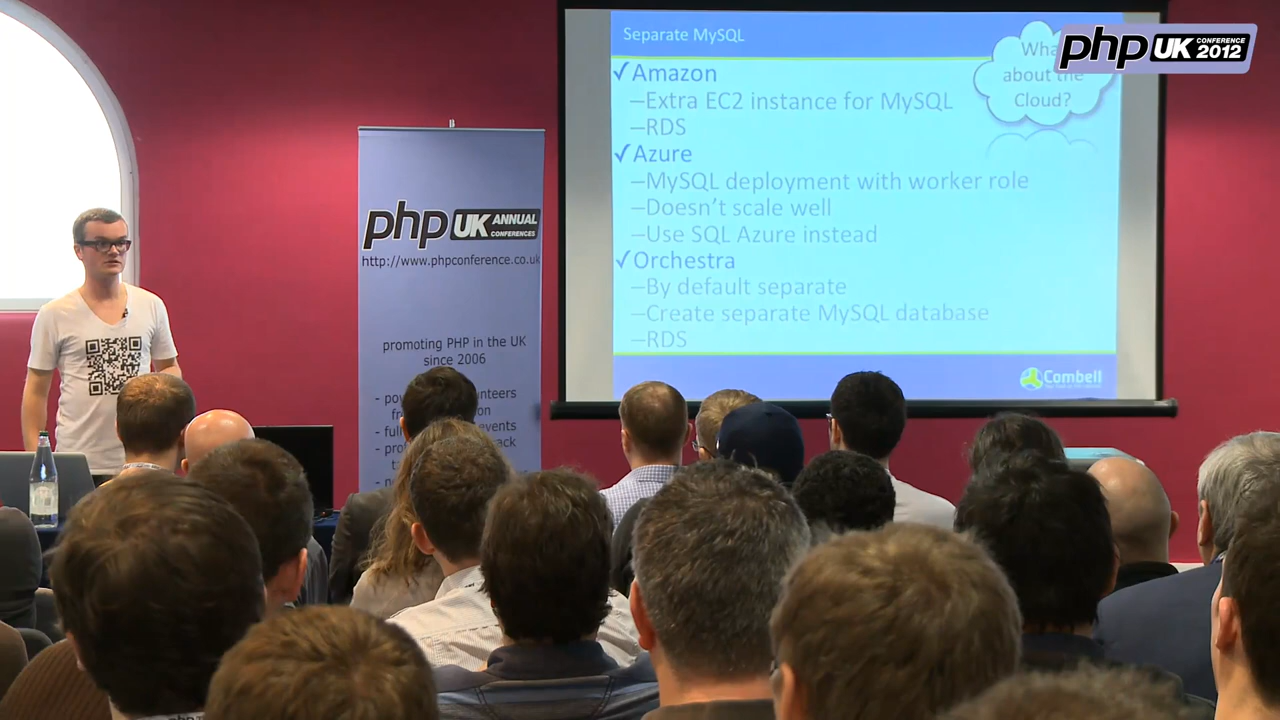 Separate MySQL
✓Amazon
–Extra EC2 instance for MySQL
–RDS
✓Azure
–MySQL deployment with worker role
–Doesn't scale well
–Use SQL Azure instead
✓Orchestra
–By default separate
–Create separate MySQL database
–RDS
about the
Cloud?
Combell
php UK CONFERENCE 2012
php UK ANNUAL CONFERENCES
http://www.phpconference.co.uk
promoting PHP in the UK
since 2006
php